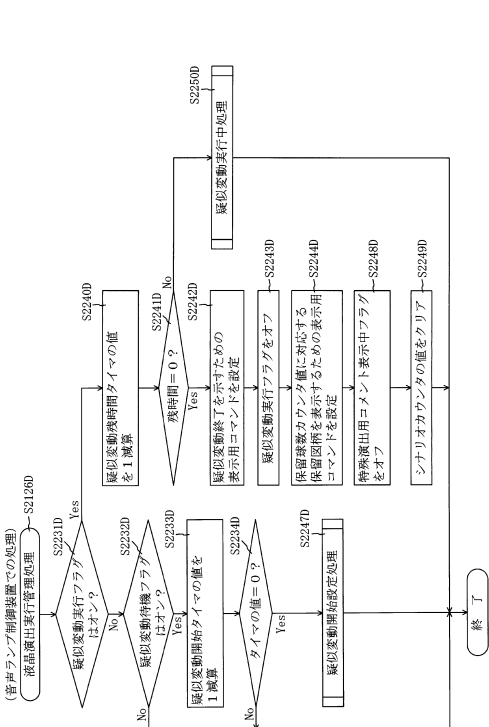 (音声ランプ制御装置での処理)
液晶演出実行管理処理
S2126D
S2231D
疑似変動実行フラグ
はオン？
Yes
No
S2232D
疑似変動待機フラグ
はオン？
No
Yes
S2233D
疑似変動開始タイマの値を
１減算
S2234D
タイマの値＝０？
No
Yes
S2247D
疑似変動開始設定処理
S2240D
疑似変動残時間タイマの値
を１減算
S2241D
残時間＝０？
No
Yes
S2242D
疑似変動終了を示すための
表示用コマンドを設定
S2243D
疑似変動実行フラグをオフ
S2244D
保留球数カウンタ値に対応する
保留図柄を表示するための表示用
コマンドを設定
S2248D
特殊演出用コメント表示中フラグ
をオフ
S2249D
シナリオカウンタの値をクリア
S2250D
疑似変動実行中処理
終 了